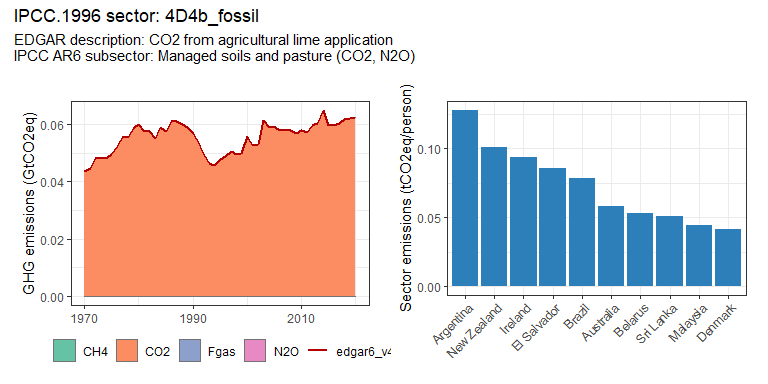 IPCC.1996 sector: 4D4b_fossil
EDGAR description: CO2 from agricultural lime application
IPCC AR6 subsector: Managed soils and pasture (CO2, N2O)
GHG emissions (GtCO2eq)
0.06
0.04
0.02
0.00
1970
1990
2010
CH4
CO2
Fgas
N2O
edgar6_v4
Sector emissions (tCO2eq/person)
0.10
0.05
0.00
Argentina
New Zealand
Ireland
El Salvador
Brazil
Australia
Belarus
Sri Lanka
Malaysia
Denmark